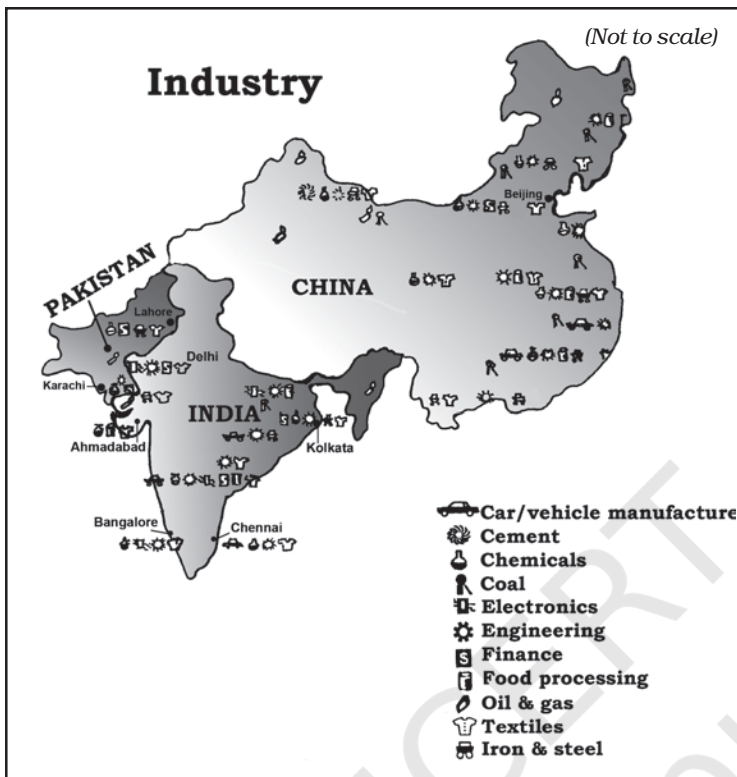 (Not to scale)
Industry
Beijing
CHINA
PAKISTAN
Lahore
Delhi
Karachi
INDIA
Ahmadabad
Kolkata
Bangalore
Chennai
Car/vehicle manufacture
Cement
Chemicals
Coal
Electronics
Engineering
S Finance
Food processing
Oil & gas
Textiles
Iron & steel
NCERT